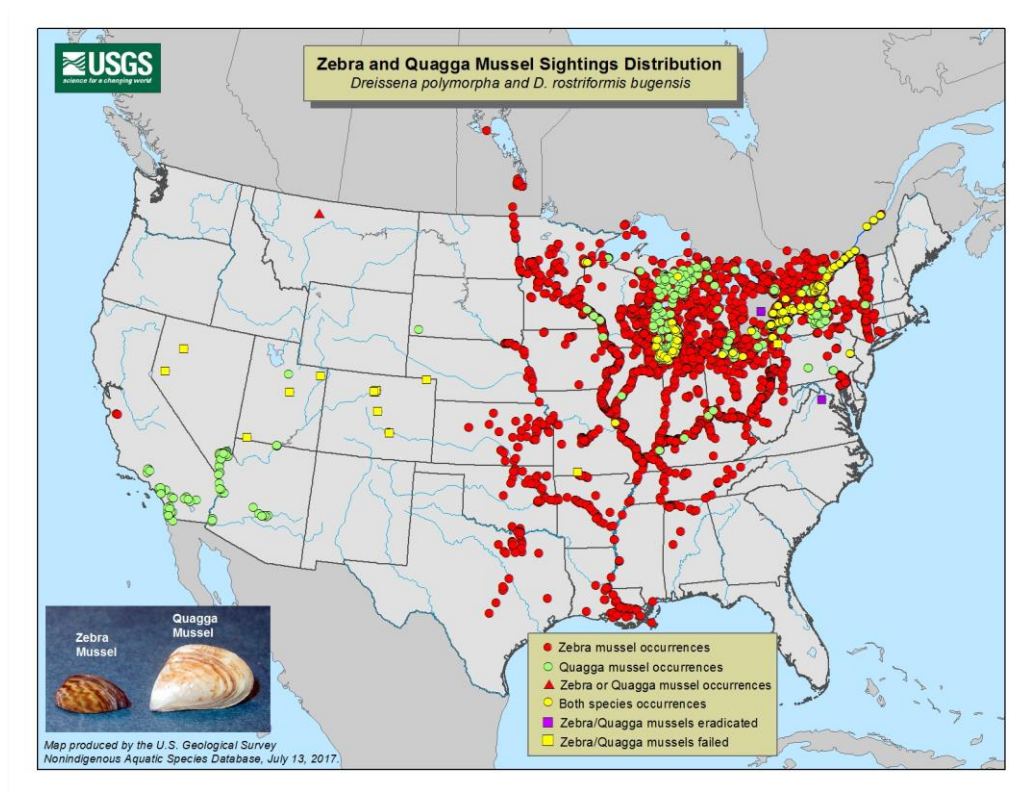 USGS
science for a changing world
Zebra and Quagga Mussel Sightings Distribution
Dreissena polymorpha and D. rostriformis bugensis
Zebra
Mussel
Quagga
Mussel
Zebra mussel occurrences
Quagga mussel occurrences
Zebra or Quagga mussel occurrences
Both species occurrences
Zebra/Quagga mussels eradicated
Zebra/Quagga mussels failed
Map produced by the U.S. Geological Survey
Nonindigenous Aquatic Species Database, July 13, 2017.